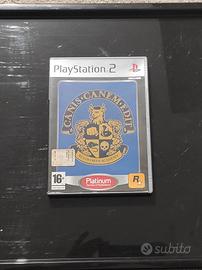 PlayStation 2
CANIS CANEM EDIT
16+
Platinum
R
subito